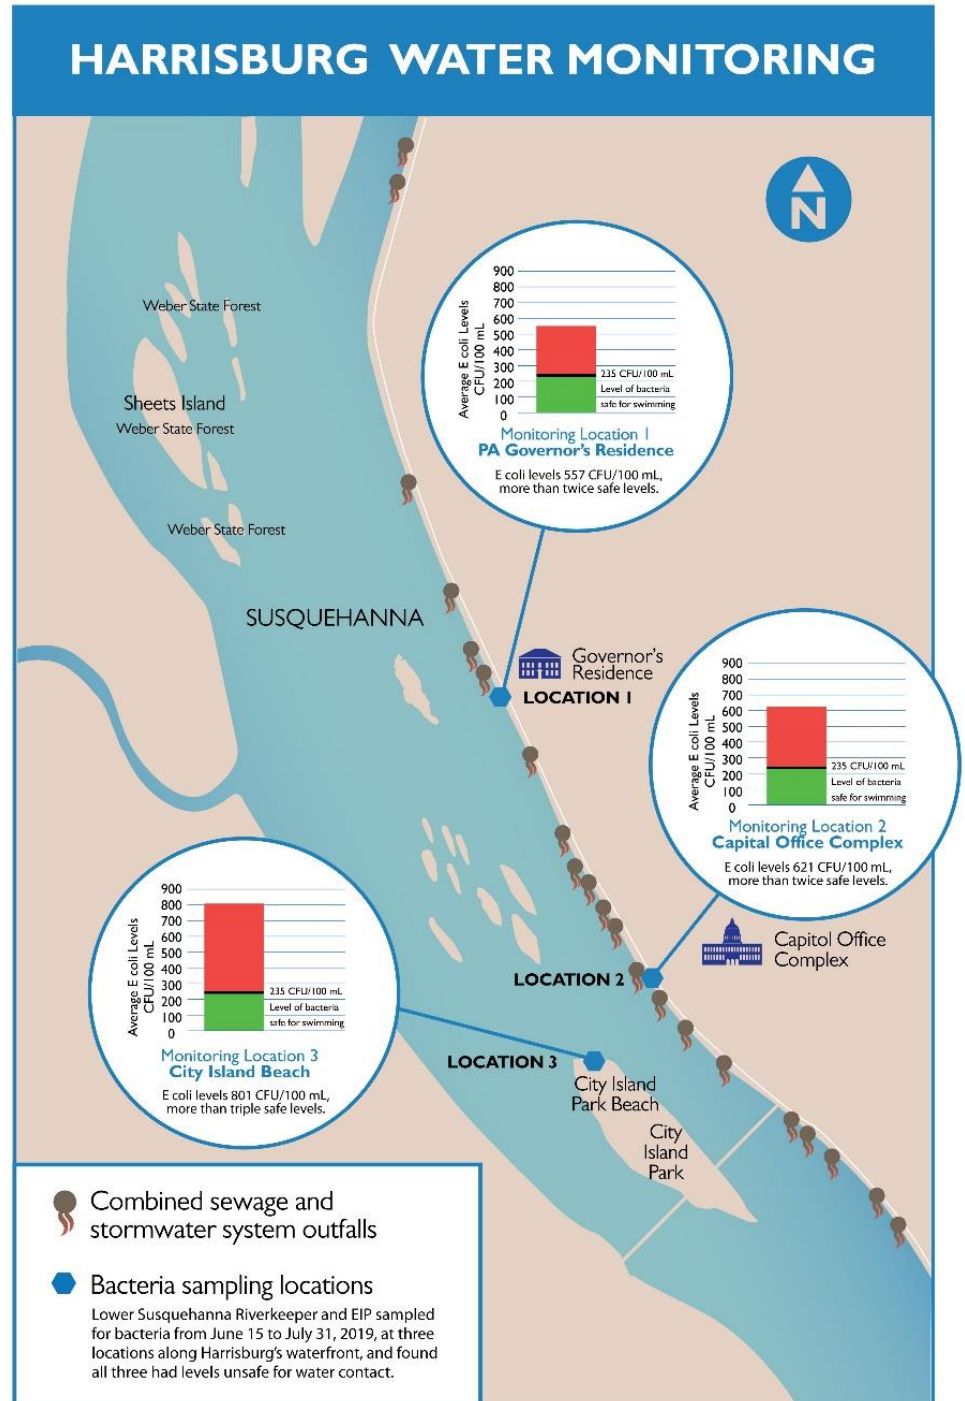 HARRISBURG WATER MONITORING
N
Weber State Forest
Sheets Island
Weber State Forest
Weber State Forest
SUSQUEHANNA
Average E coli Levels
CFU/100 mL
900
800
700
600
500
400
300
200
100
0
235 CFU/100 mL
Level of bacteria
safe for swimming
Monitoring Location 1
PA Governor's Residence
E coli levels 557 CFU/100 mL,
more than twice safe levels.
Governor's
Residence
LOCATION 1
Average E coli Levels
CFU/100 mL
900
800
700
600
500
400
300
200
100
0
235 CFU/100 mL
Level of bacteria
safe for swimming
Monitoring Location 2
Capital Office Complex
E coli levels 621 CFU/100 mL,
more than twice safe levels.
Capitol Office
Complex
LOCATION 2
Average E coli Levels
CFU/100 mL
900
800
700
600
500
400
300
200
100
0
235 CFU/100 mL
Level of bacteria
safe for swimming
Monitoring Location 3
City Island Beach
E coli levels 801 CFU/100 mL,
more than triple safe levels.
LOCATION 3
City Island
Park Beach
City
Island
Park
Combined sewage and
stormwater system outfalls
Bacteria sampling locations
Lower Susquehanna Riverkeeper and EIP sampled
for bacteria from June 15 to July 31, 2019, at three
locations along Harrisburg's waterfront, and found
all three had levels unsafe for water contact.